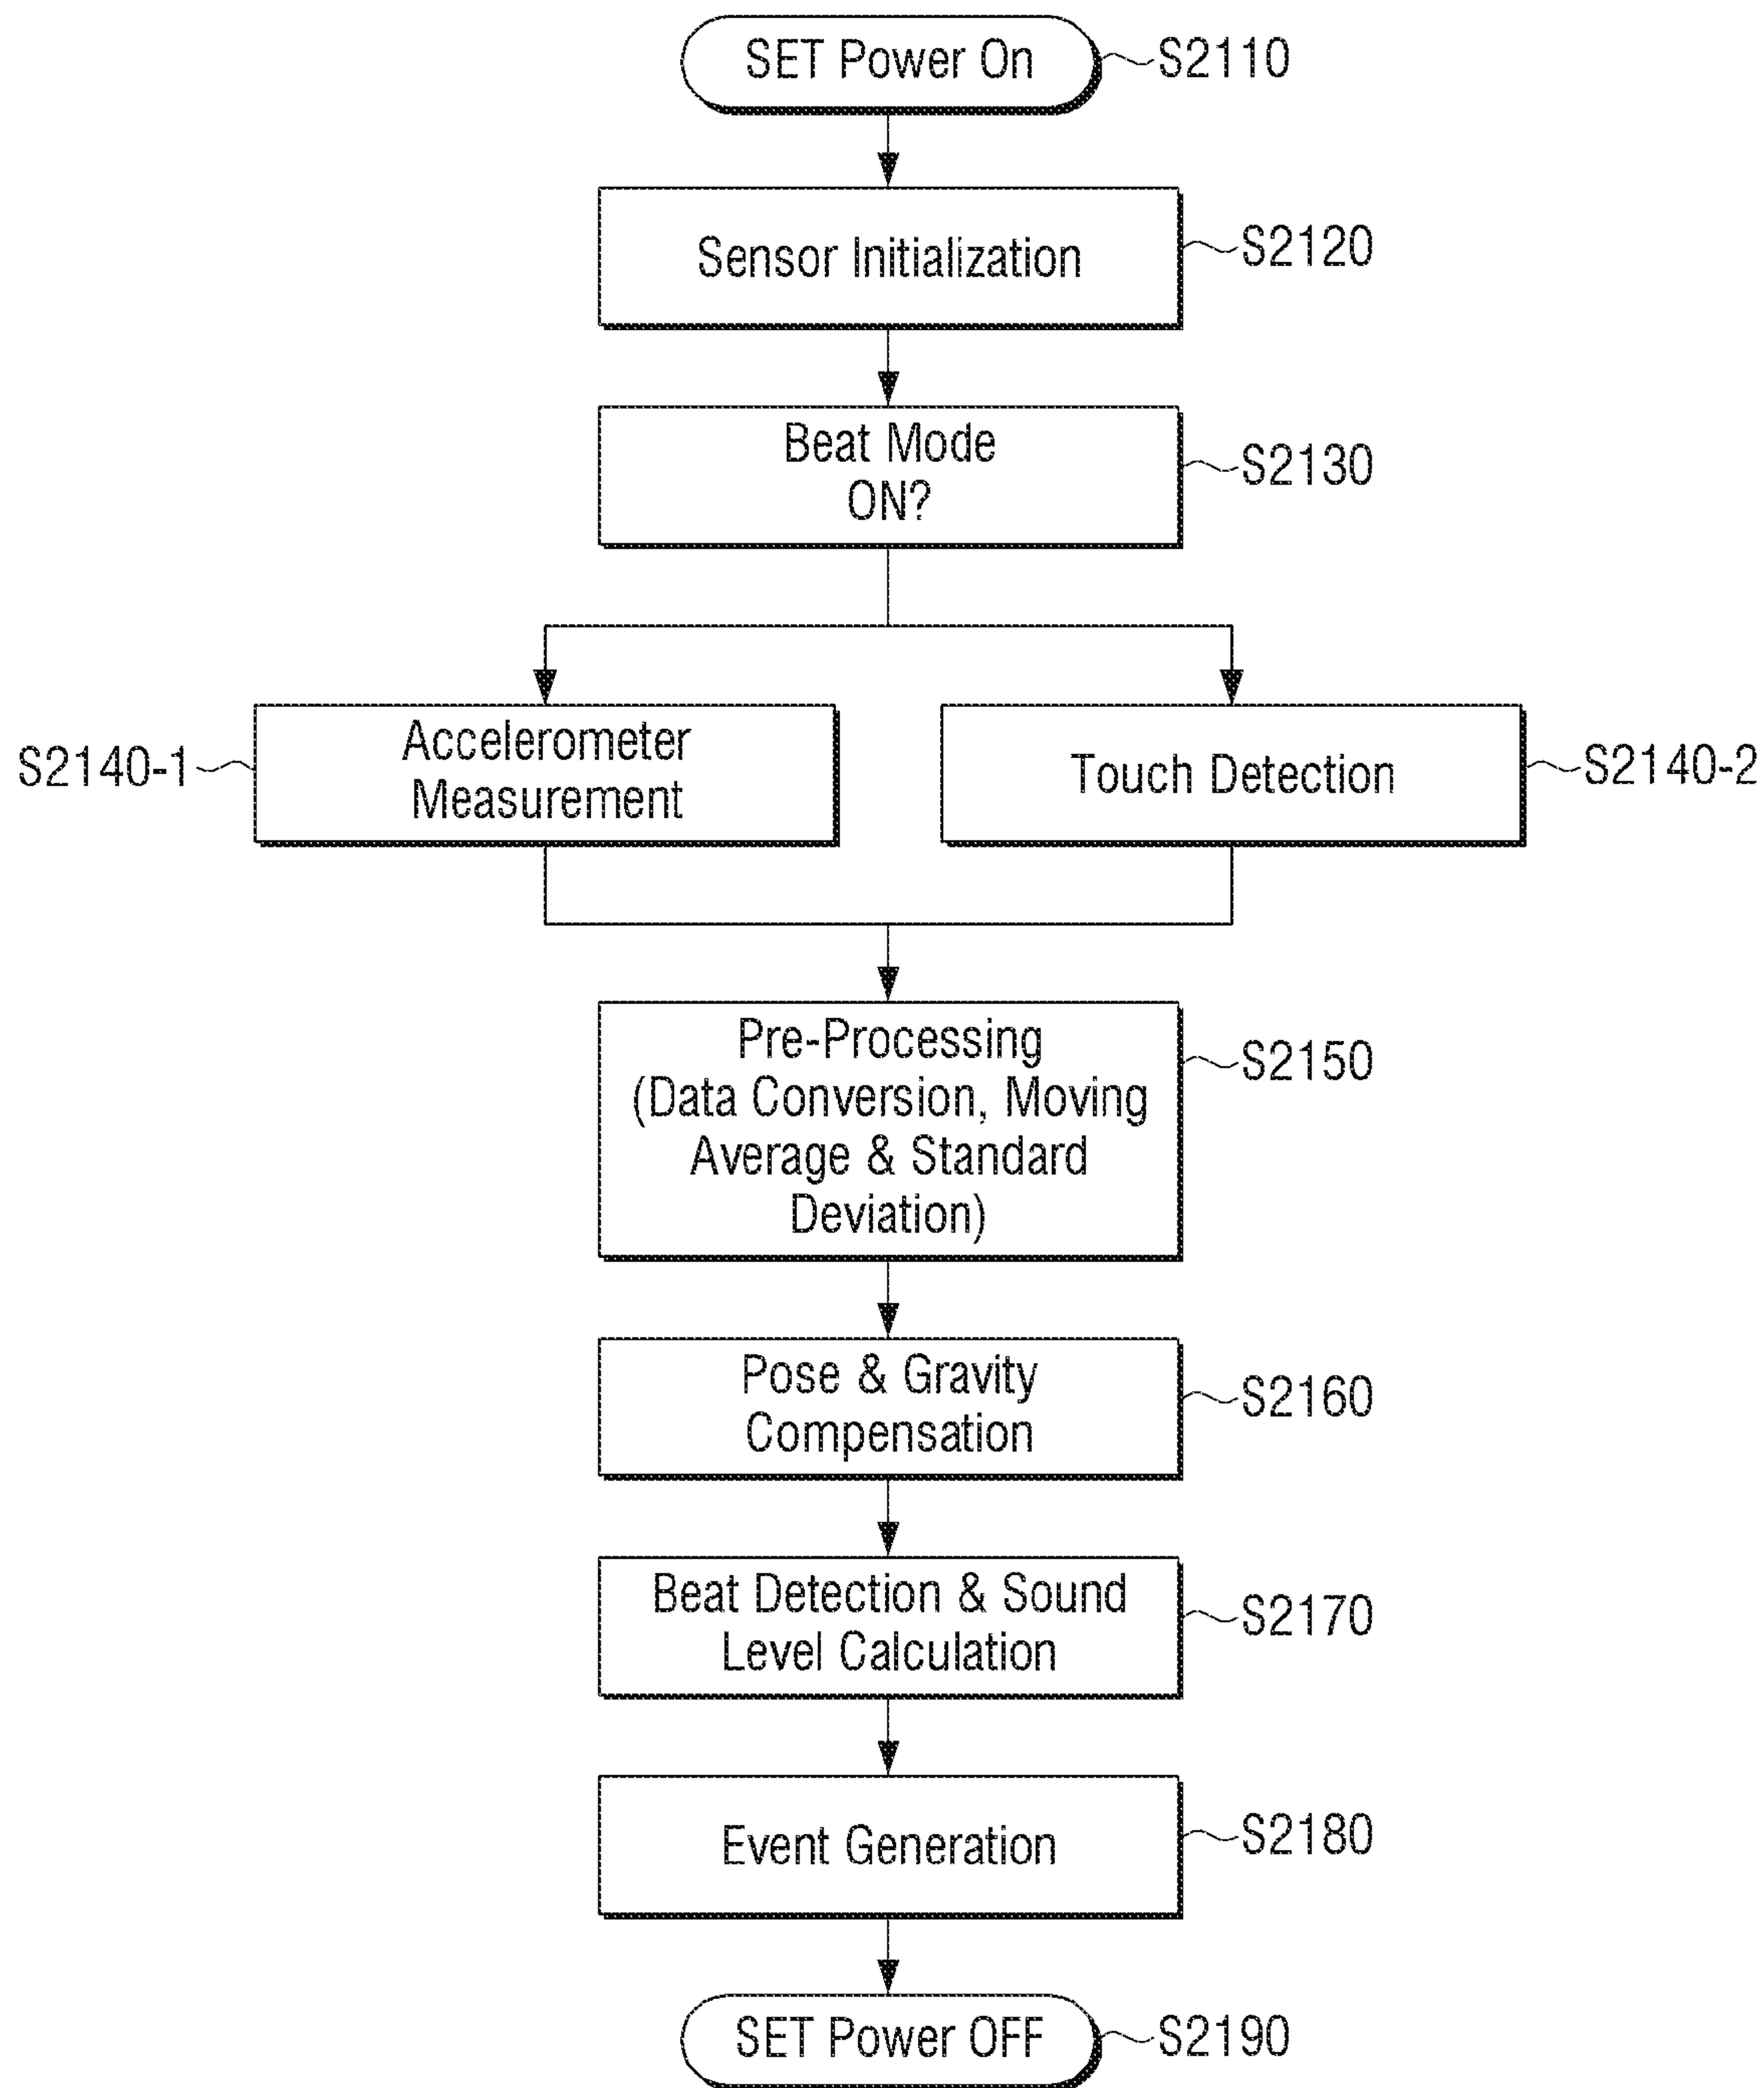 SET Power On
S2110
Sensor Initialization
S2120
Beat Mode
ON?
S2130
S2140-1
Accelerometer
Measurement
Touch Detection
S2140-2
Pre-Processing
(Data Conversion, Moving
Average & Standard
Deviation)
S2150
Pose & Gravity
Compensation
S2160
Beat Detection & Sound
Level Calculation
S2170
Event Generation
S2180
SET Power OFF
S2190